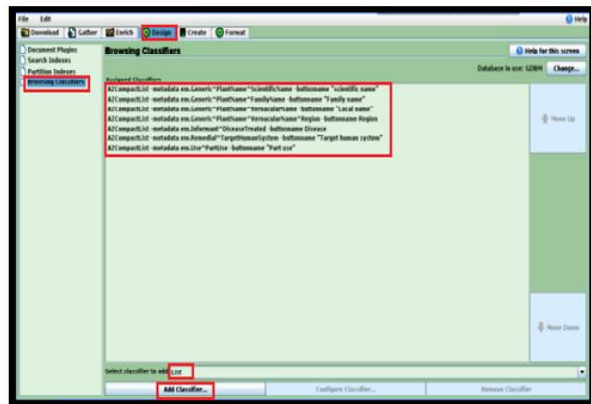 File Edit
Help
Download Gather Enrich Design Create Format
Document Plugins
Search Indexes
Partition Indexes
Browsing Classifiers
Browsing Classifiers
Help for this screen
Database in use: GDBM Change...
Assigned Classifiers
AZCompactList -metadata em.Generic^PlantName^ScientificName -buttonname "scientific name"
AZCompactList -metadata em.Generic^PlantName^FamilyName -buttonname "Family name"
AZCompactList -metadata em.Generic^PlantName^VernacularName -buttonname "Local name"
AZCompactList -metadata em.Generic^PlantName^VernacularName^Region -buttonname Region
AZCompactList -metadata em.Informant^DiseaseTreated -buttonname Disease
AZCompactList -metadata em.Remedial^TargetHumanSystem -buttonname "Target human system"
AZCompactList -metadata em.Use^PartUse -buttonname "Part use"
Move Up
Move Down
Select classifier to add: List
Add Classifier... Configure Classifier... Remove Classifier